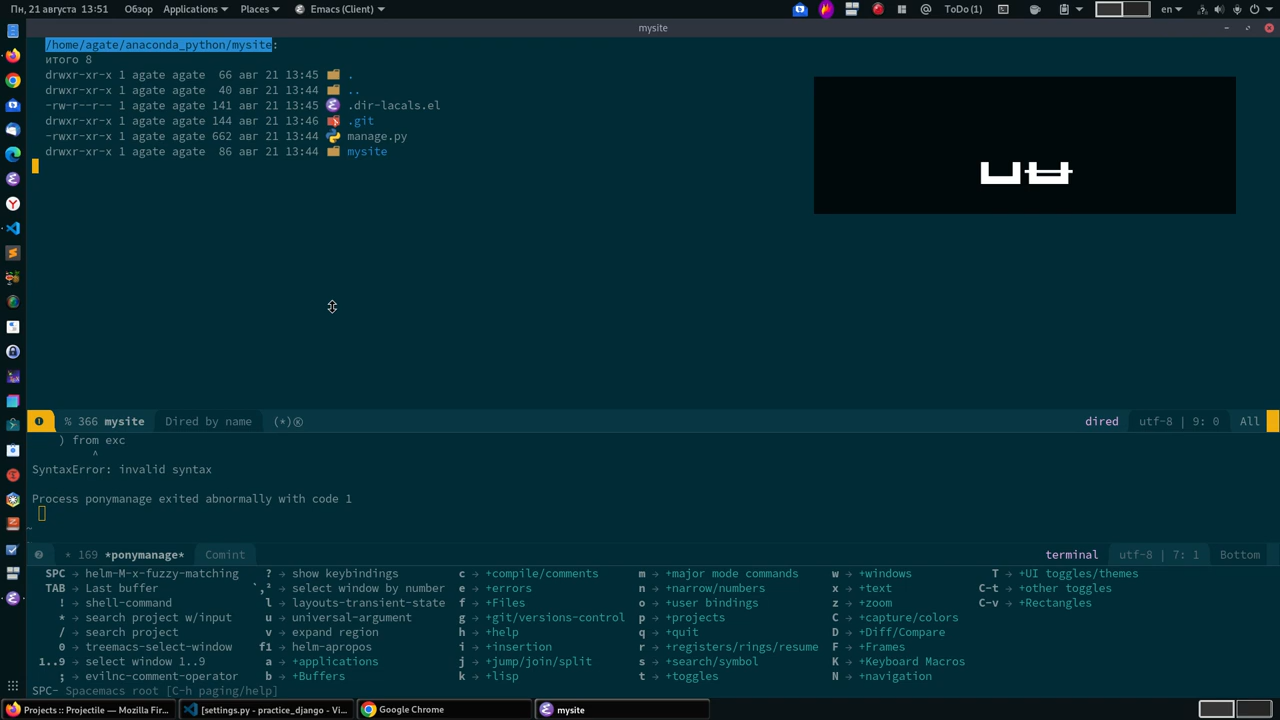 Пн, 21 августа 13:51 Обзор Applications Places Emacs (Client) ToDo (1) en
mysite
/home/agate/anaconda_python/mysite:
итого 8
drwxr-xr-x 1 agate agate 66 авг 21 13:45 .
drwxr-xr-x 1 agate agate 40 авг 21 13:44 ..
-rw-r--r-- 1 agate agate 141 авг 21 13:45 .dir-lacals.el
drwxr-xr-x 1 agate agate 144 авг 21 13:46 .git
-rwxr-xr-x 1 agate agate 662 авг 21 13:44 manage.py
drwxr-xr-x 1 agate agate 86 авг 21 13:44 mysite
% 366 mysite Dired by name (*) dired utf-8 | 9: 0 All
) from exc
^
SyntaxError: invalid syntax
Process ponymanage exited abnormally with code 1
~
* 169 *ponymanage* Comint terminal utf-8 | 7: 1 Bottom
SPC → helm-M-x-fuzzy-matching ? → show keybindings c → +compile/comments m → +major mode commands w → +windows T → +UI toggles/themes
TAB → Last buffer `,² → select window by number e → +errors n → +narrow/numbers x → +text C-t → +other toggles
! → shell-command l → layouts-transient-state f → +Files o → +user bindings z → +zoom C-v → +Rectangles
* → search project w/input u → universal-argument g → +git/versions-control p → +projects C → +capture/colors
/ → search project v → expand region h → +help q → +quit D → +Diff/Compare
0 → treemacs-select-window f1 → helm-apropos i → +insertion r → +registers/rings/resume F → +Frames
1..9 → select window 1..9 a → +applications j → +jump/join/split s → +search/symbol K → +Keyboard Macros
; → evilnc-comment-operator b → +Buffers k → +lisp t → +toggles N → +navigation
SPC- Spacemacs root [C-h paging/help]
Projects :: Projectile — Mozilla Fir... [settings.py - practice_django - Vi... Google Chrome mysite